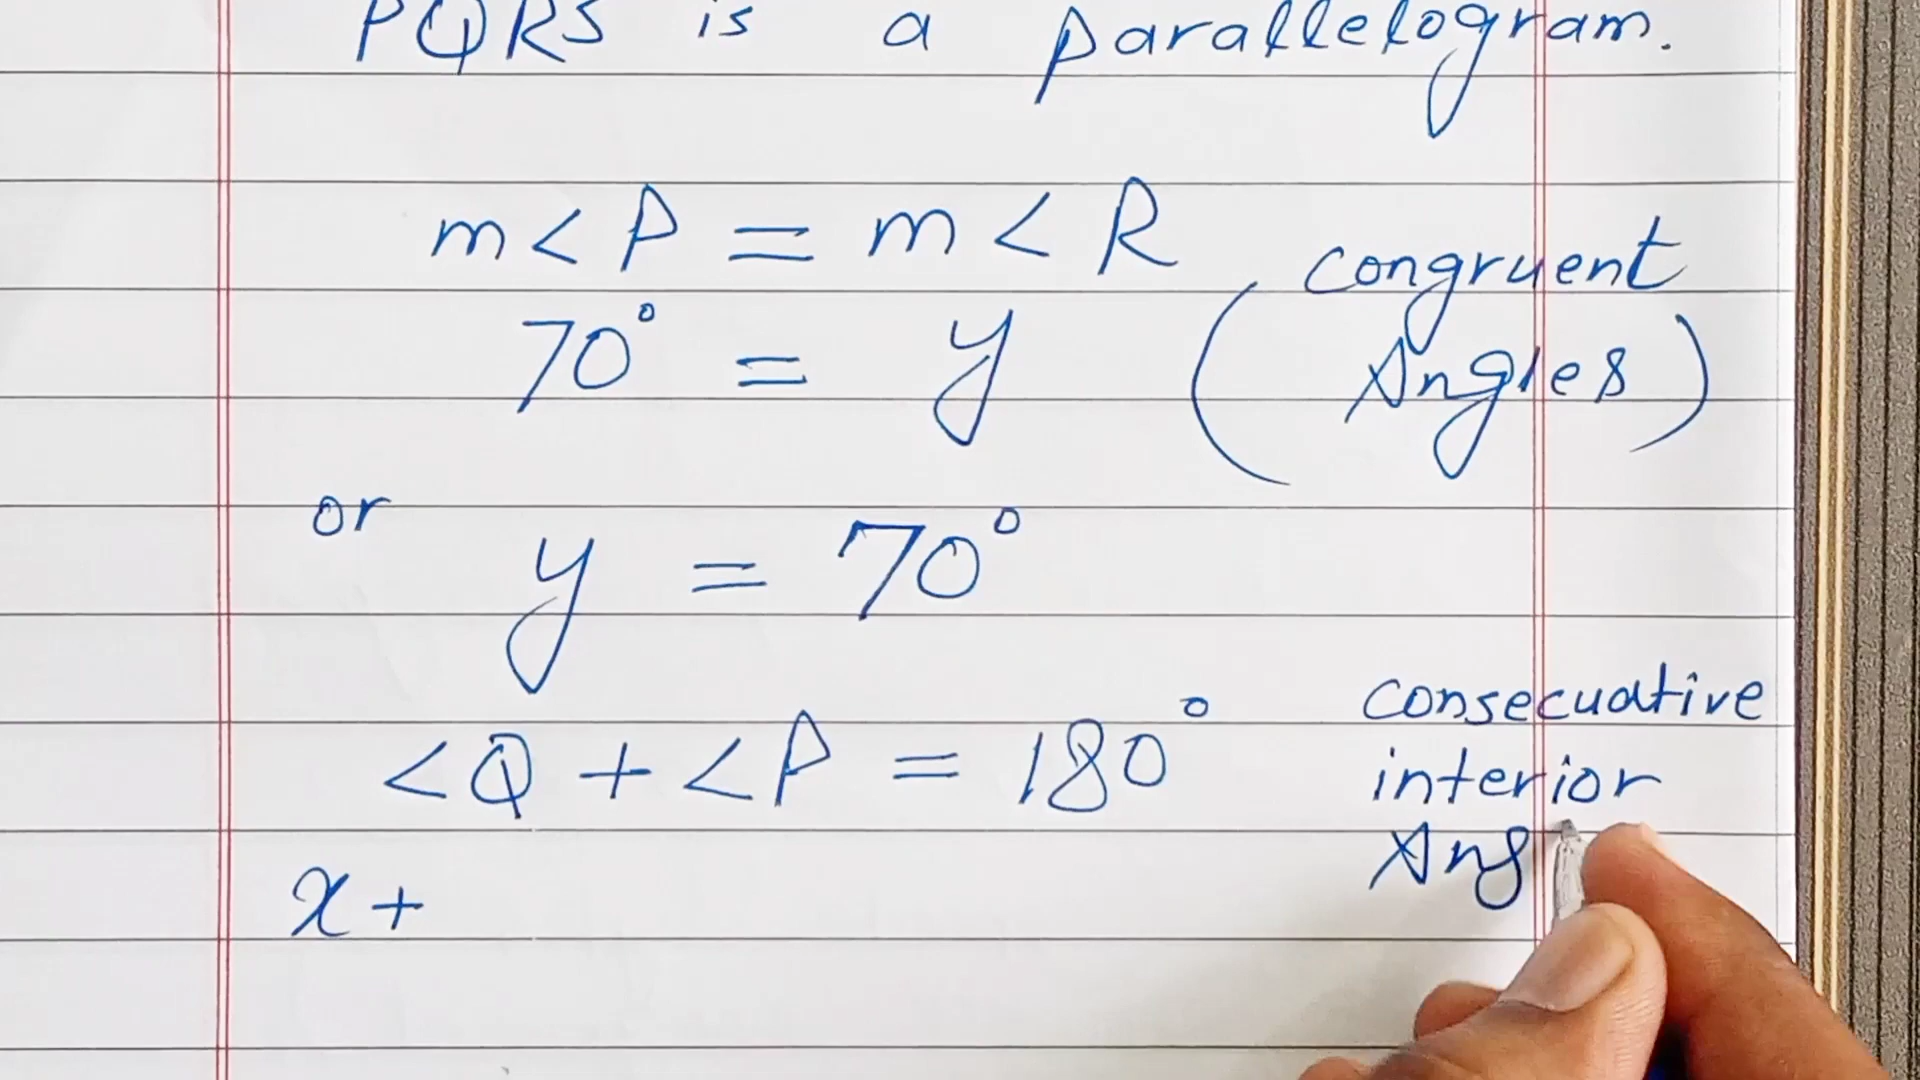 PQRS is a parallelogram.
m<P = m<R
70° = y (congruent Angles)
or y = 70°
<Q + <P = 180° consecuative interior Ang
x +